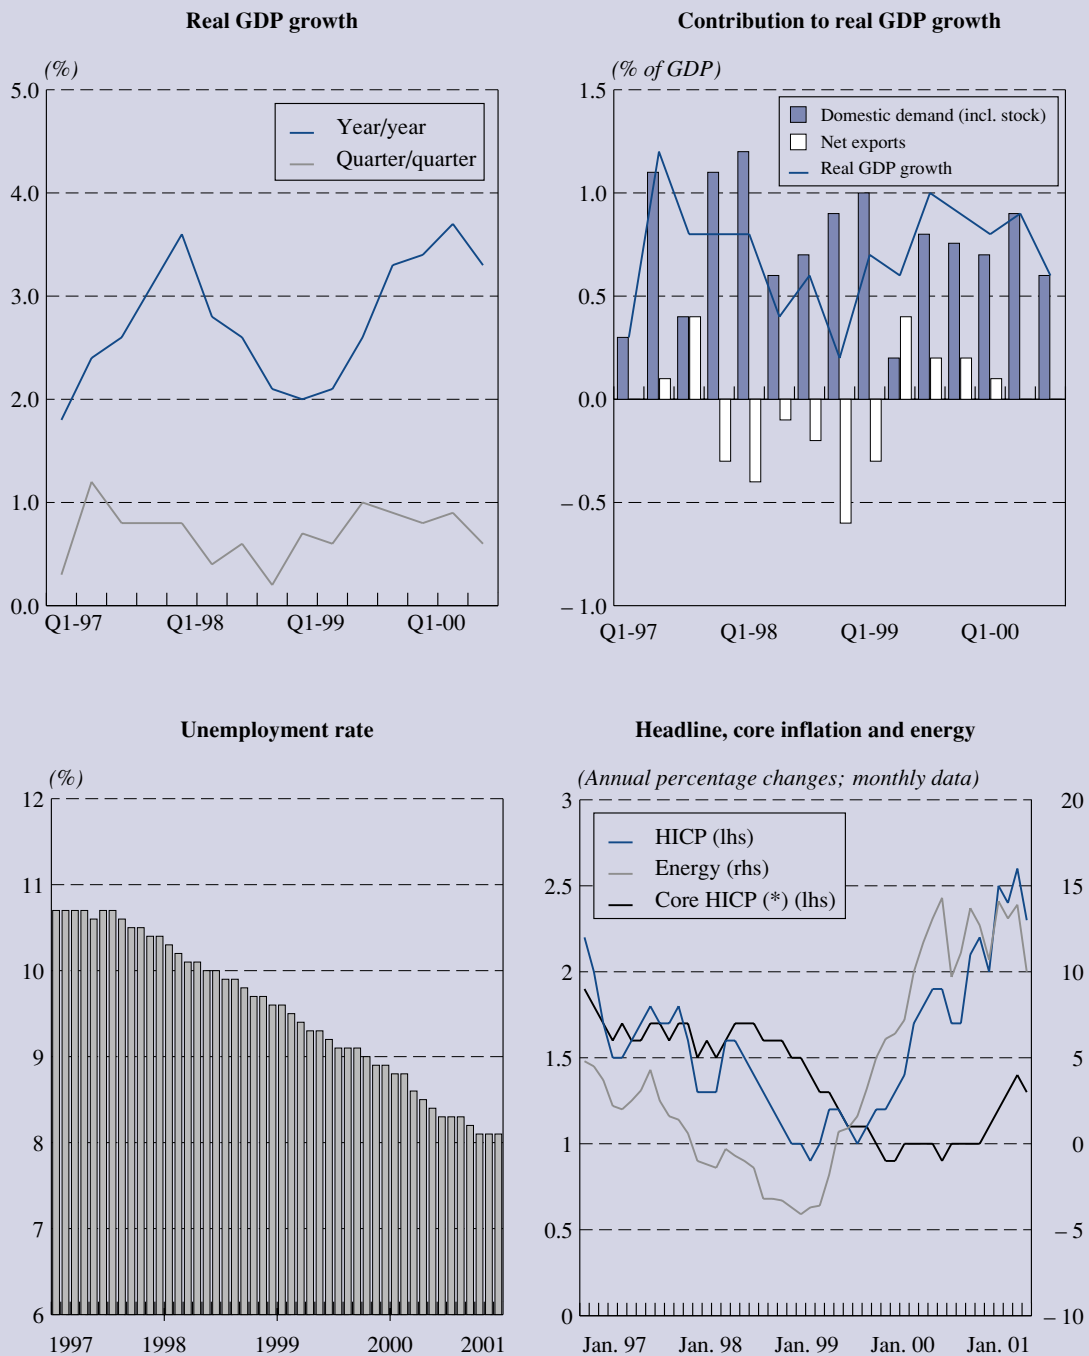 Real GDP growth
(%)
5.0
4.0
3.0
2.0
1.0
0.0
Year/year
Quarter/quarter
Q1-97 Q1-98 Q1-99 Q1-00
Contribution to real GDP growth
(% of GDP)
1.5
1.0
0.5
0.0
– 0.5
– 1.0
Domestic demand (incl. stock)
Net exports
Real GDP growth
Q1-97 Q1-98 Q1-99 Q1-00
Unemployment rate
(%)
12
11
10
9
8
7
6
1997 1998 1999 2000 2001
Headline, core inflation and energy
(Annual percentage changes; monthly data)
3
2.5
2
1.5
1
0.5
0
HICP (lhs)
Energy (rhs)
Core HICP (*) (lhs)
20
15
10
5
0
– 5
– 10
Jan. 97 Jan. 98 Jan. 99 Jan. 00 Jan. 01